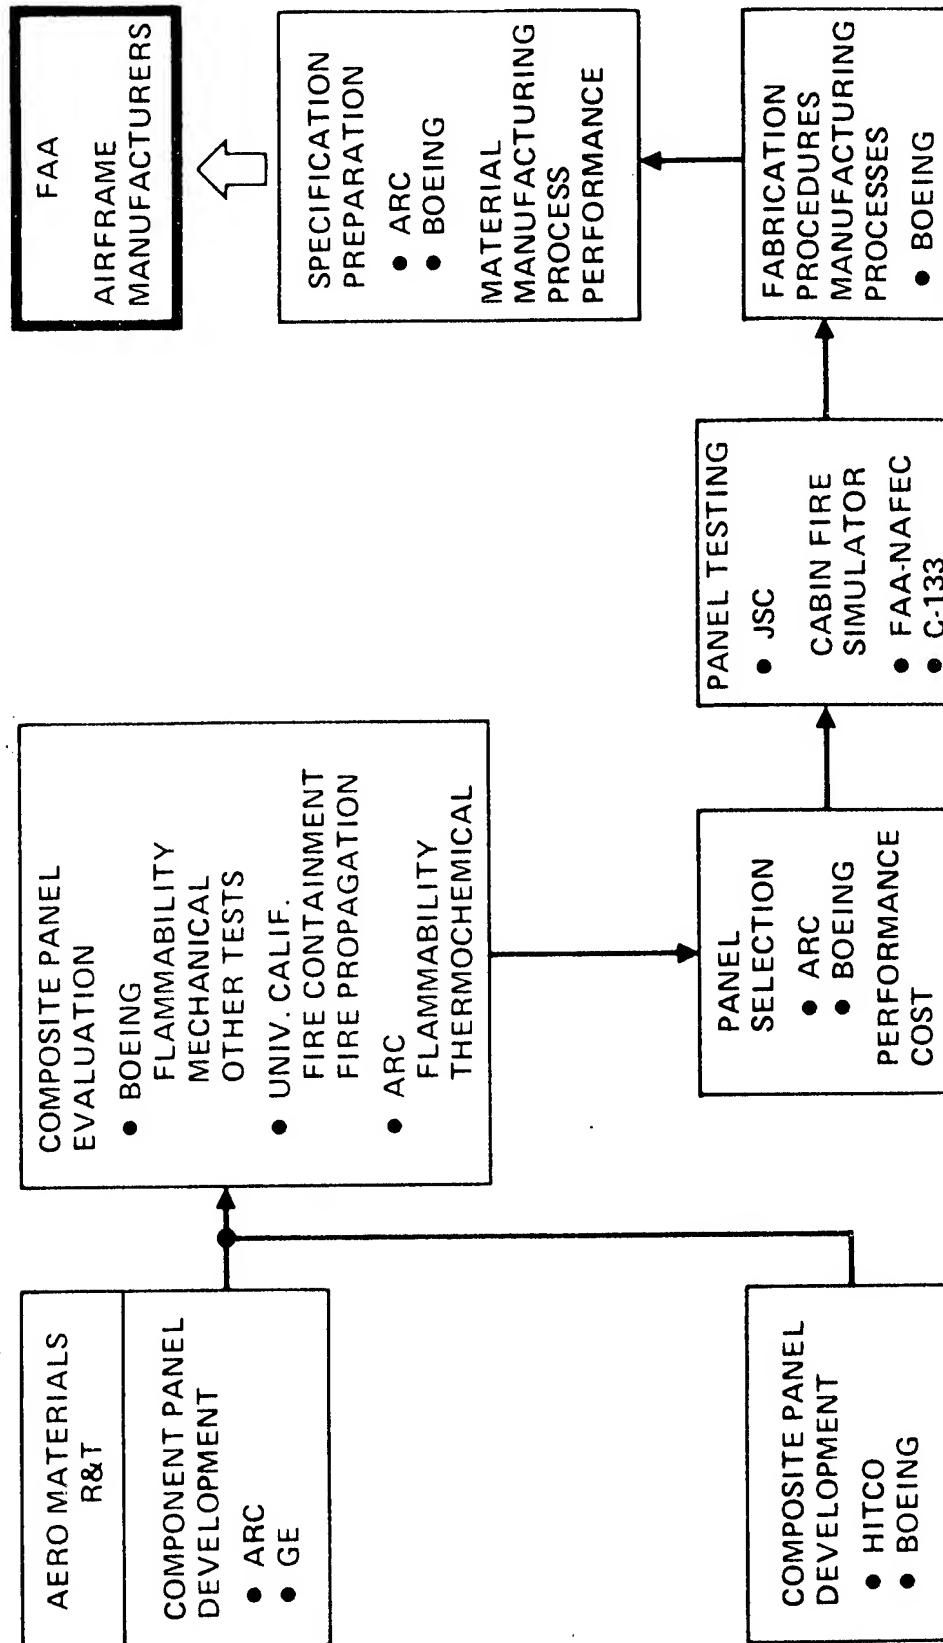 AERO MATERIALS
R&T
COMPONENT PANEL
DEVELOPMENT
● ARC
● GE
COMPOSITE PANEL
DEVELOPMENT
● HITCO
● BOEING
COMPOSITE PANEL
EVALUATION
● BOEING
FLAMMABILITY
MECHANICAL
OTHER TESTS
● UNIV. CALIF.
FIRE CONTAINMENT
FIRE PROPAGATION
● ARC
FLAMMABILITY
THERMOCHEMICAL
PANEL
SELECTION
● ARC
● BOEING
PERFORMANCE
COST
PANEL TESTING
● JSC
CABIN FIRE
SIMULATOR
● FAA-NAFEC
● C-133
FABRICATION
PROCEDURES
MANUFACTURING
PROCESSES
● BOEING
SPECIFICATION
PREPARATION
● ARC
● BOEING
MATERIAL
MANUFACTURING
PROCESS
PERFORMANCE
FAA
AIRFRAME
MANUFACTURERS